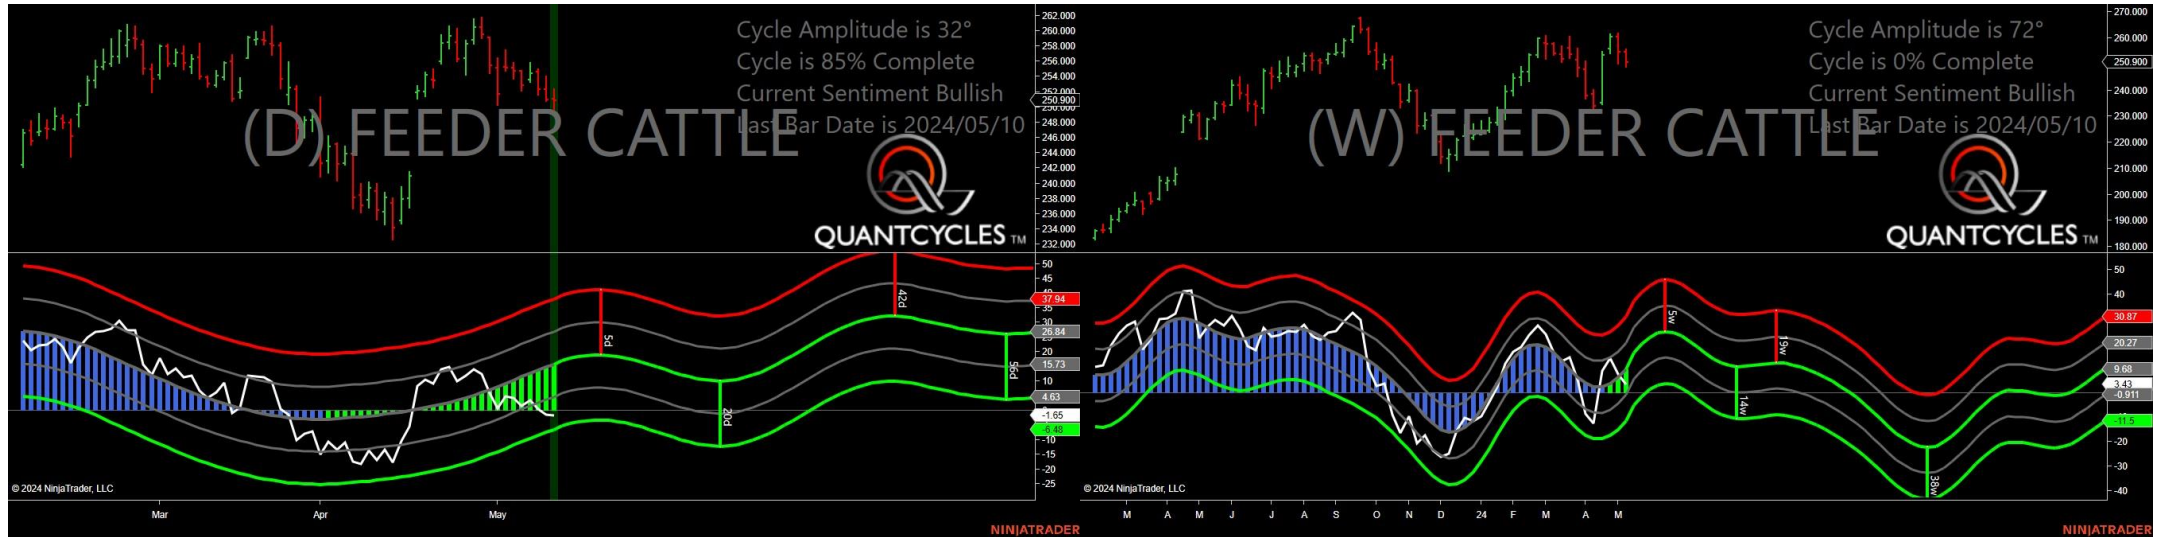 Cycle Amplitude is 32°
Cycle is 85% Complete
Current Sentiment Bullish
Last Bar Date is 2024/05/10
(D) FEEDER CATTLE
QUANTCYCLES TM
262.000
260.000
258.000
256.000
254.000
252.000
250.900
248.000
246.000
244.000
242.000
240.000
238.000
236.000
234.000
232.000
50
45
37.94
30
26.84
20
15.73
10
4.63
-1.65
-6.48
-10
-15
-20
-25
5d
20d
42d
56d
© 2024 NinjaTrader, LLC
Mar
Apr
May
NINJATRADER
Cycle Amplitude is 72°
Cycle is 0% Complete
Current Sentiment Bullish
Last Bar Date is 2024/05/10
(W) FEEDER CATTLE
QUANTCYCLES TM
270.000
260.000
250.900
240.000
230.000
220.000
210.000
200.000
190.000
180.000
50
40
30.87
20.27
9.68
3.43
-0.911
-11.5
-20
-30
-40
5w
14w
19w
38w
© 2024 NinjaTrader, LLC
M A M J J A S O N D 24 F M A M
NINJATRADER